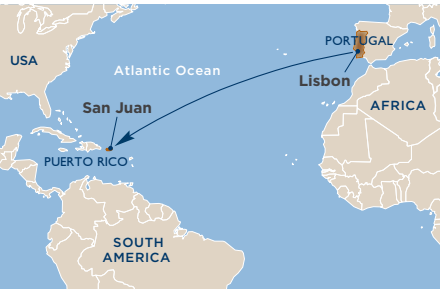 PORTUGAL
USA
Atlantic Ocean
Lisbon
San Juan
AFRICA
PUERTO RICO
SOUTH
AMERICA